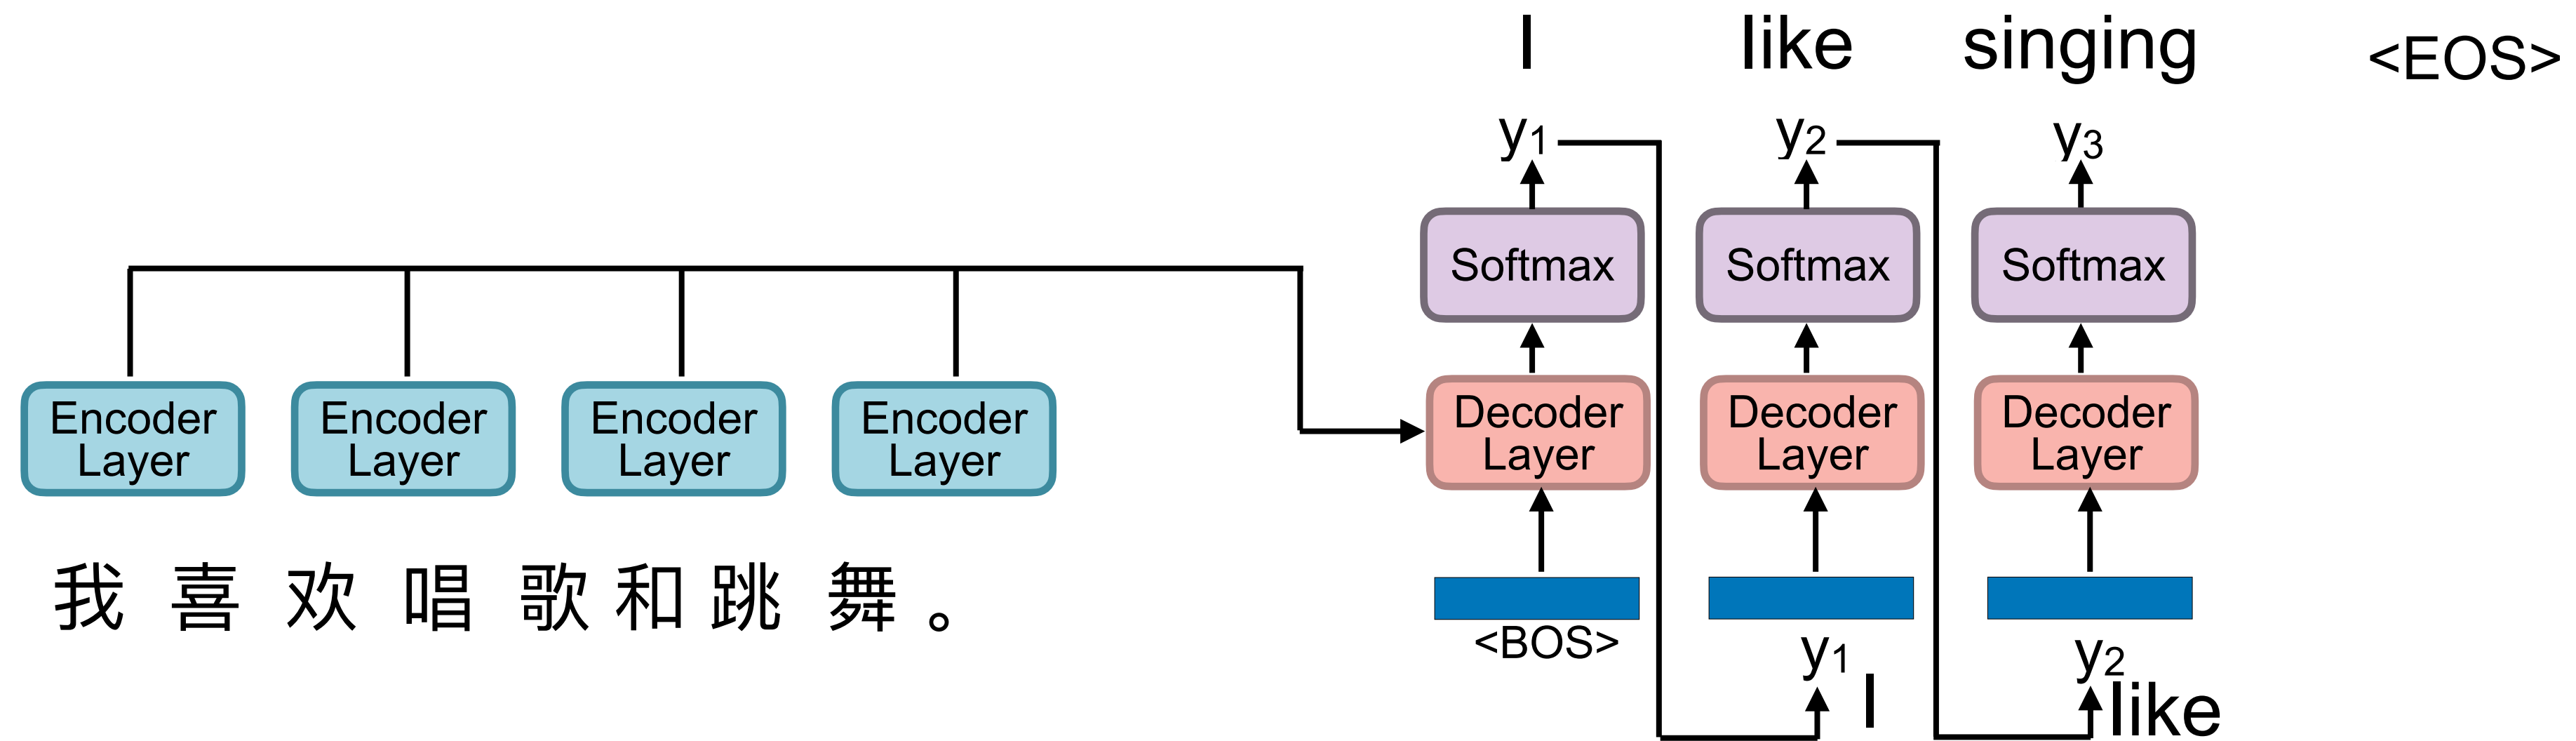 I like singing <EOS>
y1 y2 y3
Softmax Softmax Softmax
Encoder Layer Encoder Layer Encoder Layer Encoder Layer Decoder Layer Decoder Layer Decoder Layer
我喜欢唱歌和跳舞。
<BOS> y1 y2
I like